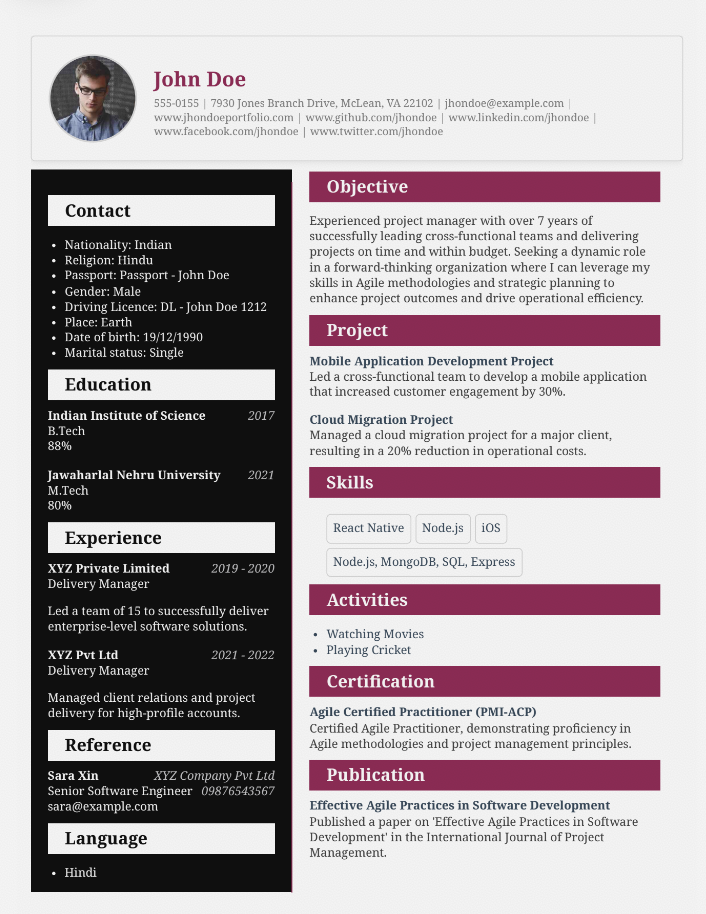 John Doe
555-0155 | 7930 Jones Branch Drive, McLean, VA 22102 | jhondoe@example.com |
www.jhondoeportfolio.com | www.github.com/jhondoe | www.linkedin.com/jhondoe |
www.facebook.com/jhondoe | www.twitter.com/jhondoe
Contact
• Nationality: Indian
• Religion: Hindu
• Passport: Passport - John Doe
• Gender: Male
• Driving Licence: DL - John Doe 1212
• Place: Earth
• Date of birth: 19/12/1990
• Marital status: Single
Education
Indian Institute of Science 2017
B.Tech
88%
Jawaharlal Nehru University 2021
M.Tech
80%
Experience
XYZ Private Limited 2019 - 2020
Delivery Manager
Led a team of 15 to successfully deliver
enterprise-level software solutions.
XYZ Pvt Ltd 2021 - 2022
Delivery Manager
Managed client relations and project
delivery for high-profile accounts.
Reference
Sara Xin XYZ Company Pvt Ltd
Senior Software Engineer 09876543567
sara@example.com
Language
• Hindi
Objective
Experienced project manager with over 7 years of
successfully leading cross-functional teams and delivering
projects on time and within budget. Seeking a dynamic role
in a forward-thinking organization where I can leverage my
skills in Agile methodologies and strategic planning to
enhance project outcomes and drive operational efficiency.
Project
Mobile Application Development Project
Led a cross-functional team to develop a mobile application
that increased customer engagement by 30%.
Cloud Migration Project
Managed a cloud migration project for a major client,
resulting in a 20% reduction in operational costs.
Skills
React Native Node.js iOS
Node.js, MongoDB, SQL, Express
Activities
• Watching Movies
• Playing Cricket
Certification
Agile Certified Practitioner (PMI-ACP)
Certified Agile Practitioner, demonstrating proficiency in
Agile methodologies and project management principles.
Publication
Effective Agile Practices in Software Development
Published a paper on 'Effective Agile Practices in Software
Development' in the International Journal of Project
Management.